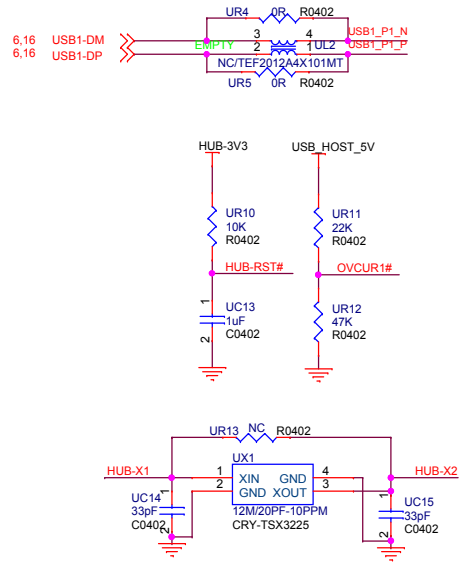 UR4 0R R0402
6,16 USB1-DM 3 4 USB1_P1_N
EMPTY
6,16 USB1-DP 2 1 UL2 USB1_P1_P
NC/TEF2012A4X101MT
UR5 0R R0402
HUB-3V3 USB_HOST_5V
UR10 UR11
10K 22K
R0402 R0402
HUB-RST# OVCUR1#
1
UC13 UR12
1uF 47K
C0402 R0402
2
UR13 NC R0402
UX1
HUB-X1 1 XIN GND 4 HUB-X2
2 GND XOUT 3
1 1
UC14 12M/20PF-10PPM UC15
33pF CRY-TSX3225 33pF
C0402 C0402
2 2